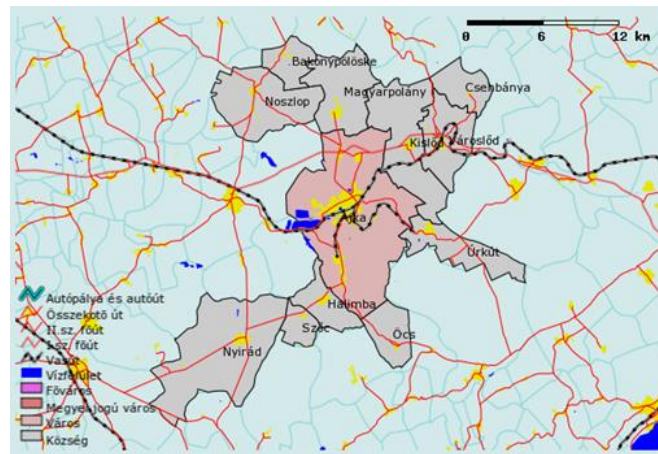 0 6 12 km
Bakonypölöske
Noszlop
Magyarpolány
Csehbánya
Kislőd
Városlőd
Ajka
Úrkút
Halimba
Szőc
Öcs
Nyirád
Autópálya és autóút
Összekotő út
II.sz. főút
I.sz. főút
Vasút
Vízfelület
Főváros
Megyei jogú város
Város
Község